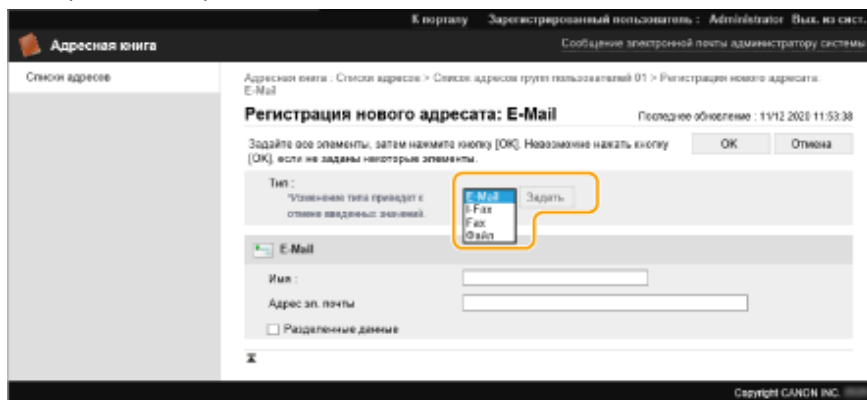 К порталу Зарегистрированный пользователь : Administrator Вых. из сист.
Адресная книга
Сообщение электронной почты администратору системы
Списки адресов
Адресная книга : Списки адресов > Список адресов групп пользователей 01 > Регистрация нового адресата:
E-Mail
Регистрация нового адресата: E-Mail
Последнее обновление : 11/12 2020 11:53:38
Задайте все элементы, затем нажмите кнопку [OK]. Невозможно нажать кнопку
[OK], если не заданы некоторые элементы.
OK Отмена
Тип :
*Изменение типа приведет к
отмене введенных значений.
E-Mail Задать
I-Fax
Fax
Файл
E-Mail
Имя :
Адрес эл. почты
Разделенные данные
Copyright CANON INC.